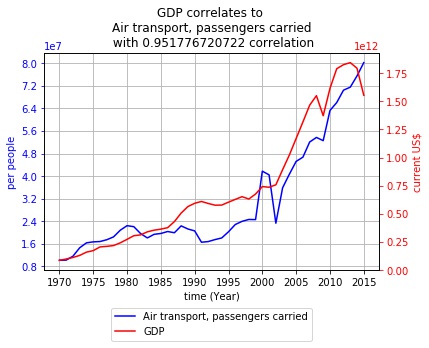 GDP correlates to
Air transport, passengers carried
with 0.951776720722 correlation
1e7
1e12
8.0
7.2
6.4
5.6
4.8
4.0
3.2
2.4
1.6
0.8
per people
1.75
1.50
1.25
1.00
0.75
0.50
0.25
0.00
current US$
1970 1975 1980 1985 1990 1995 2000 2005 2010 2015
time (Year)
Air transport, passengers carried
GDP